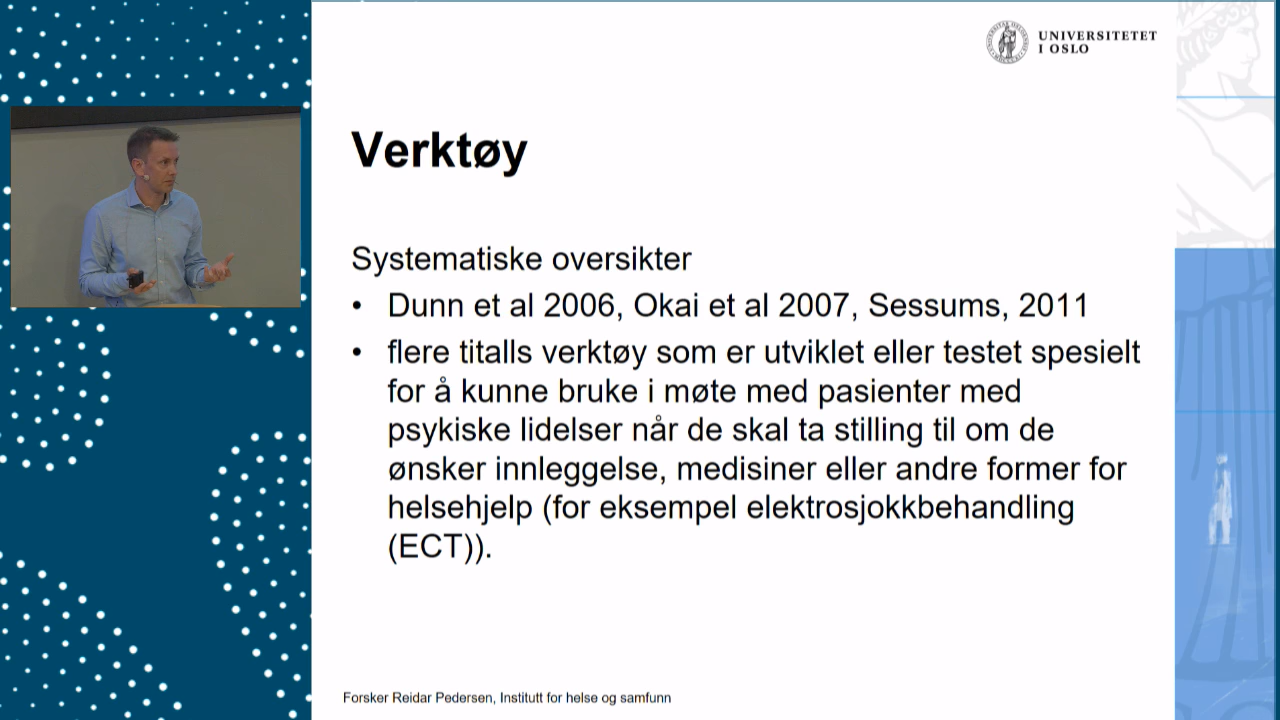 UNIVERSITETET
I OSLO
Verktøy
Systematiske oversikter
• Dunn et al 2006, Okai et al 2007, Sessums, 2011
• flere titalls verktøy som er utviklet eller testet spesielt
for å kunne bruke i møte med pasienter med
psykiske lidelser når de skal ta stilling til om de
ønsker innleggelse, medisiner eller andre former for
helsehjelp (for eksempel elektrosjokkbehandling
(ECT)).
Forsker Reidar Pedersen, Institutt for helse og samfunn